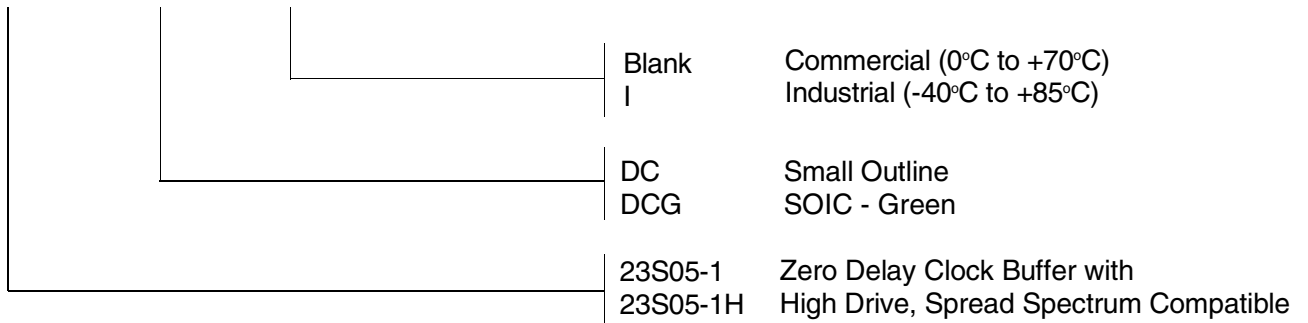 Blank Commercial (0°C to +70°C)
I Industrial (-40°C to +85°C)
DC Small Outline
DCG SOIC - Green
23S05-1 Zero Delay Clock Buffer with
23S05-1H High Drive, Spread Spectrum Compatible